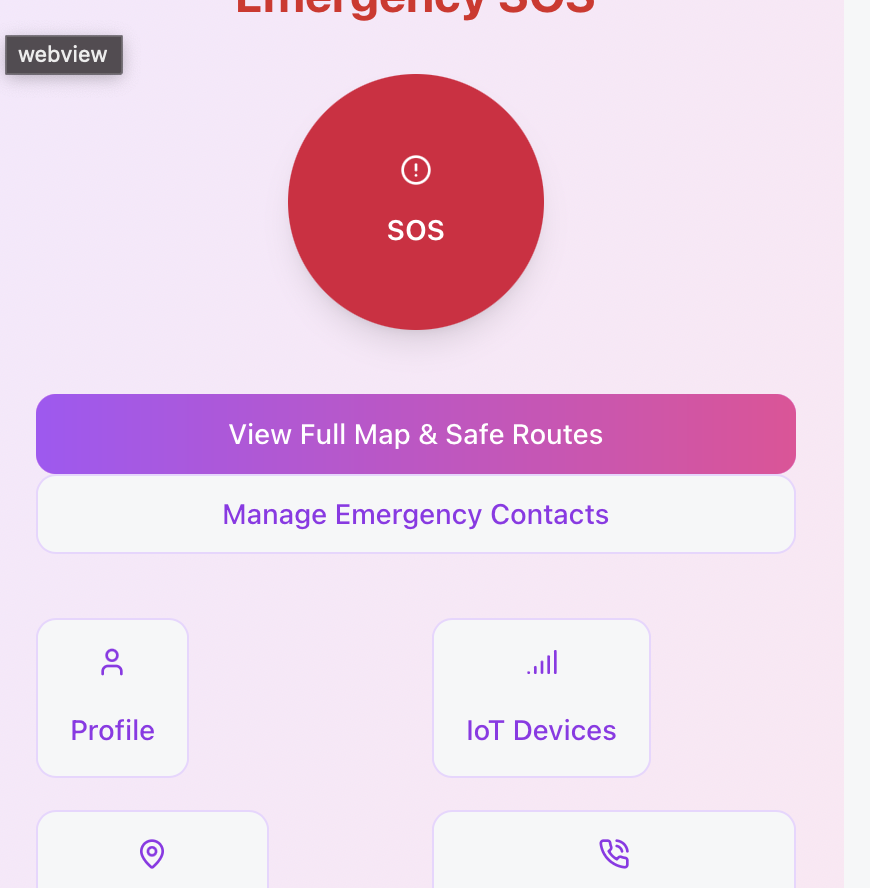 Emergency SOS
webview
SOS
View Full Map & Safe Routes
Manage Emergency Contacts
Profile
IoT Devices